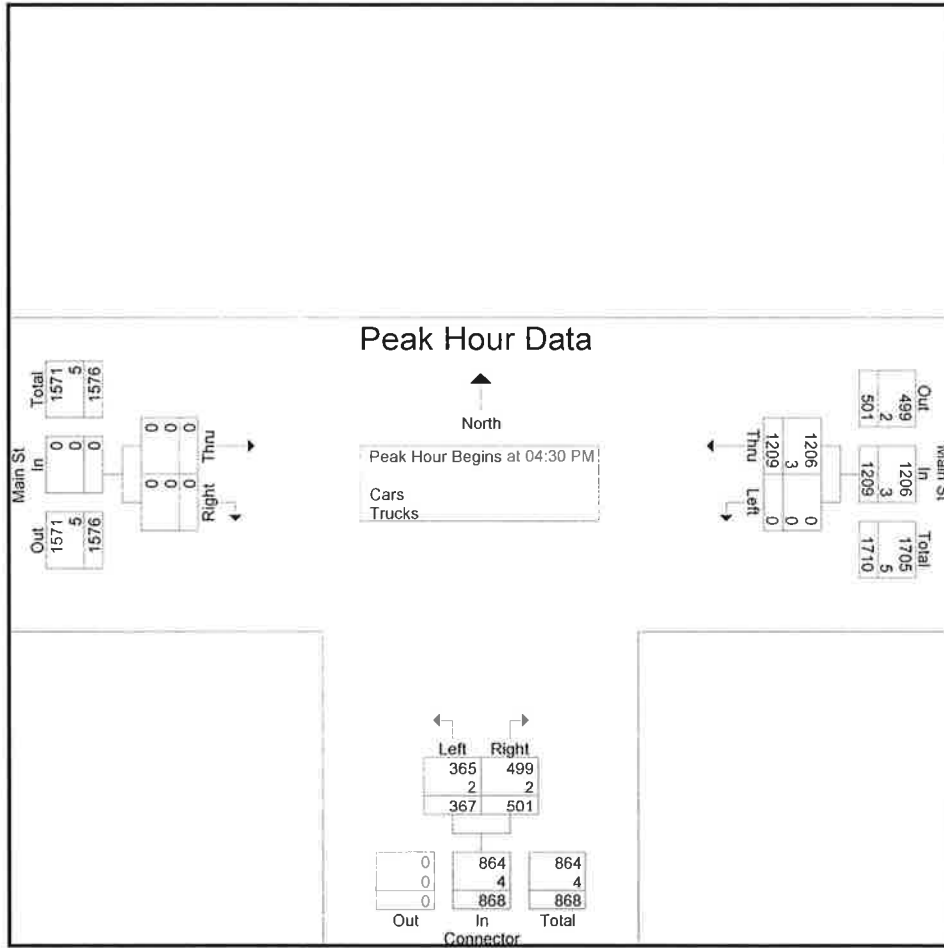 Peak Hour Data
North
Peak Hour Begins at 04:30 PM
Cars
Trucks
Main St
Out In Total
1571 0 1571
5 0 5
1576 0 1576
Right Thru
0 0
0 0
0 0
Main St
Out In Total
499 1206 1705
2 3 5
501 1209 1710
Thru Left
1206 0
3 0
1209 0
Left Right
365 499
2 2
367 501
0 864 864
0 4 4
0 868 868
Out In Total
Connector